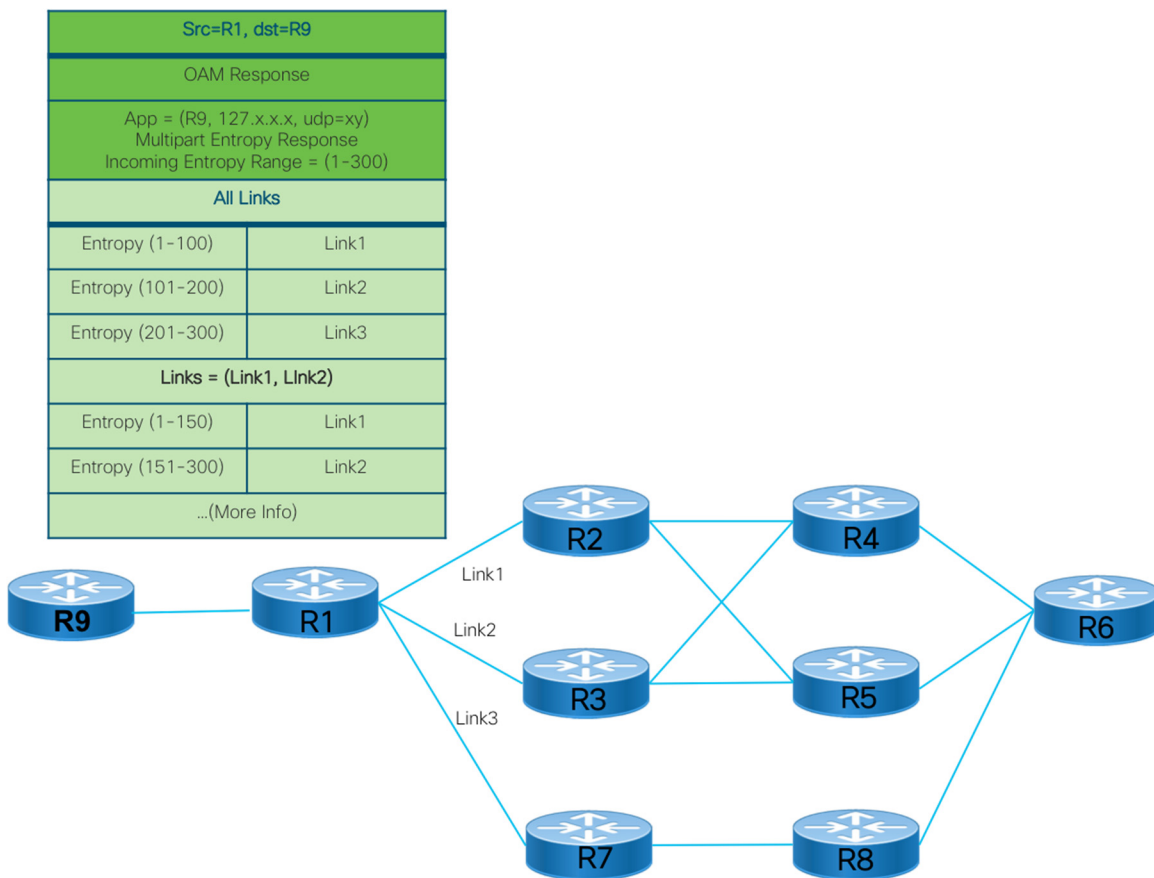 Src=R1, dst=R9
OAM Response
App = (R9, 127.x.x.x, udp=xy)
Multipart Entropy Response
Incoming Entropy Range = (1-300)
All Links
Entropy (1-100) Link1
Entropy (101-200) Link2
Entropy (201-300) Link3
Links = (Link1, LInk2)
Entropy (1-150) Link1
Entropy (151-300) Link2
...(More Info)
R2
R4
Link1
R9
R1
R6
Link2
R3
R5
Link3
R7
R8